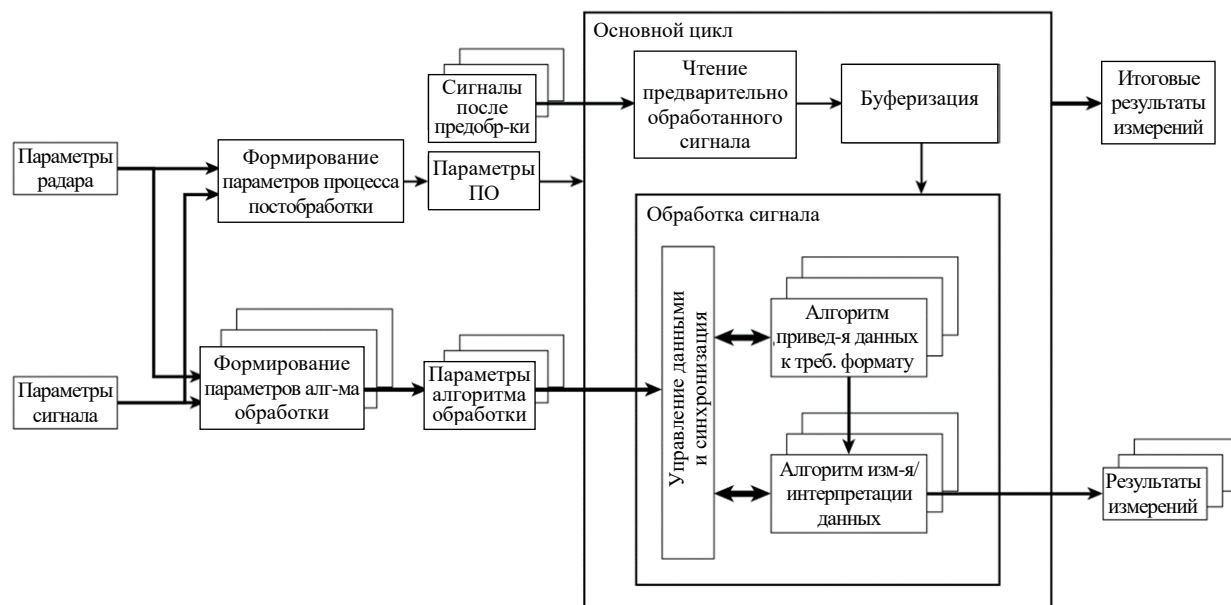 Основной цикл
Сигналы
после
предобр-ки
Чтение
предварительно
обработанного
сигнала
Буферизация
Итоговые
результаты
измерений
Параметры
радара
Формирование
параметров процесса
постобработки
Параметры
ПО
Обработка сигнала
Управление данными
и синхронизация
Алгоритм
привед-я данных
к треб. формату
Параметры
сигнала
Формирование
параметров алг-ма
обработки
Параметры
алгоритма
обработки
Алгоритм изм-я/
интерпретации
данных
Результаты
измерений